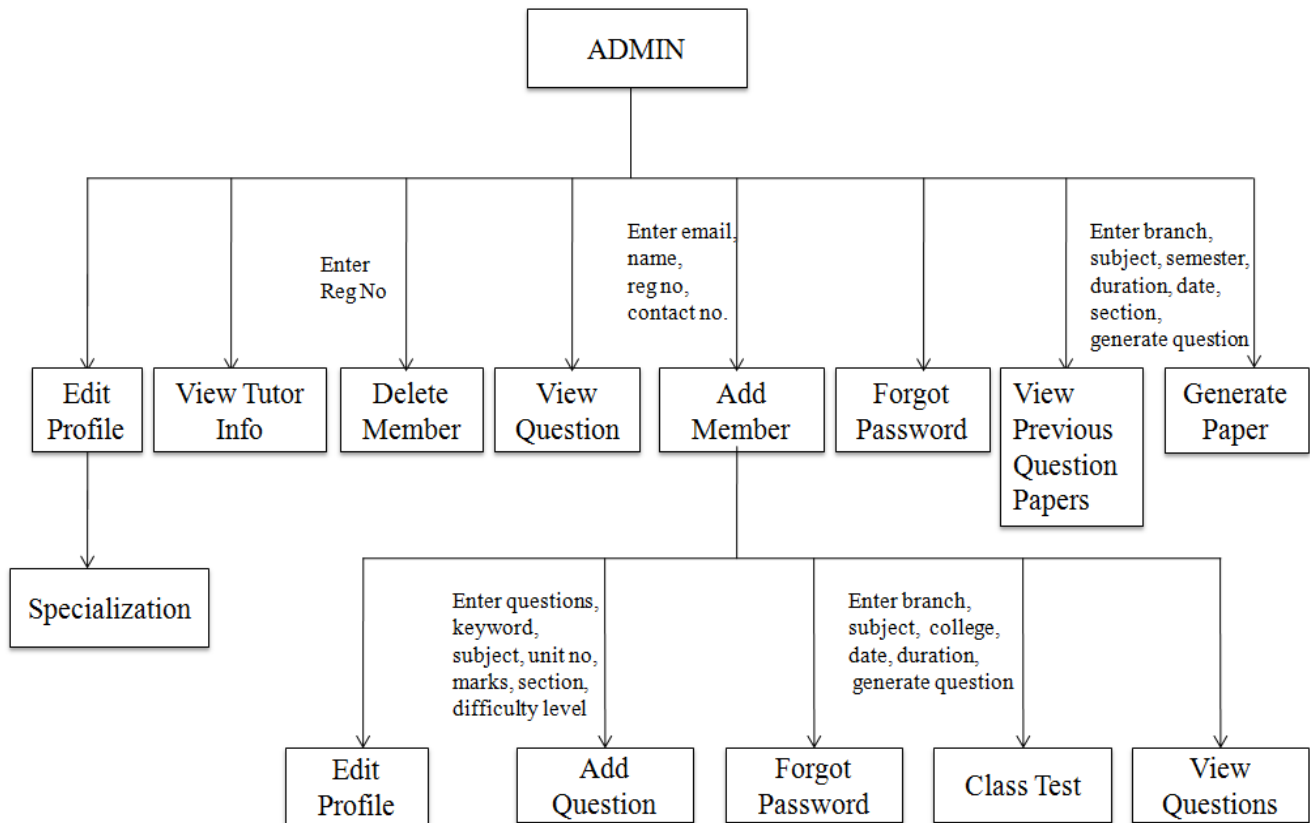 ADMIN
Enter
Reg No
Enter email,
name,
reg no,
contact no.
Enter branch,
subject, semester,
duration, date,
section,
generate question
Edit
Profile
View Tutor
Info
Delete
Member
View
Question
Add
Member
Forgot
Password
View
Previous
Question
Papers
Generate
Paper
Specialization
Enter questions,
keyword,
subject, unit no,
marks, section,
difficulty level
Enter branch,
subject, college,
date, duration,
generate question
Edit
Profile
Add
Question
Forgot
Password
Class Test
View
Questions